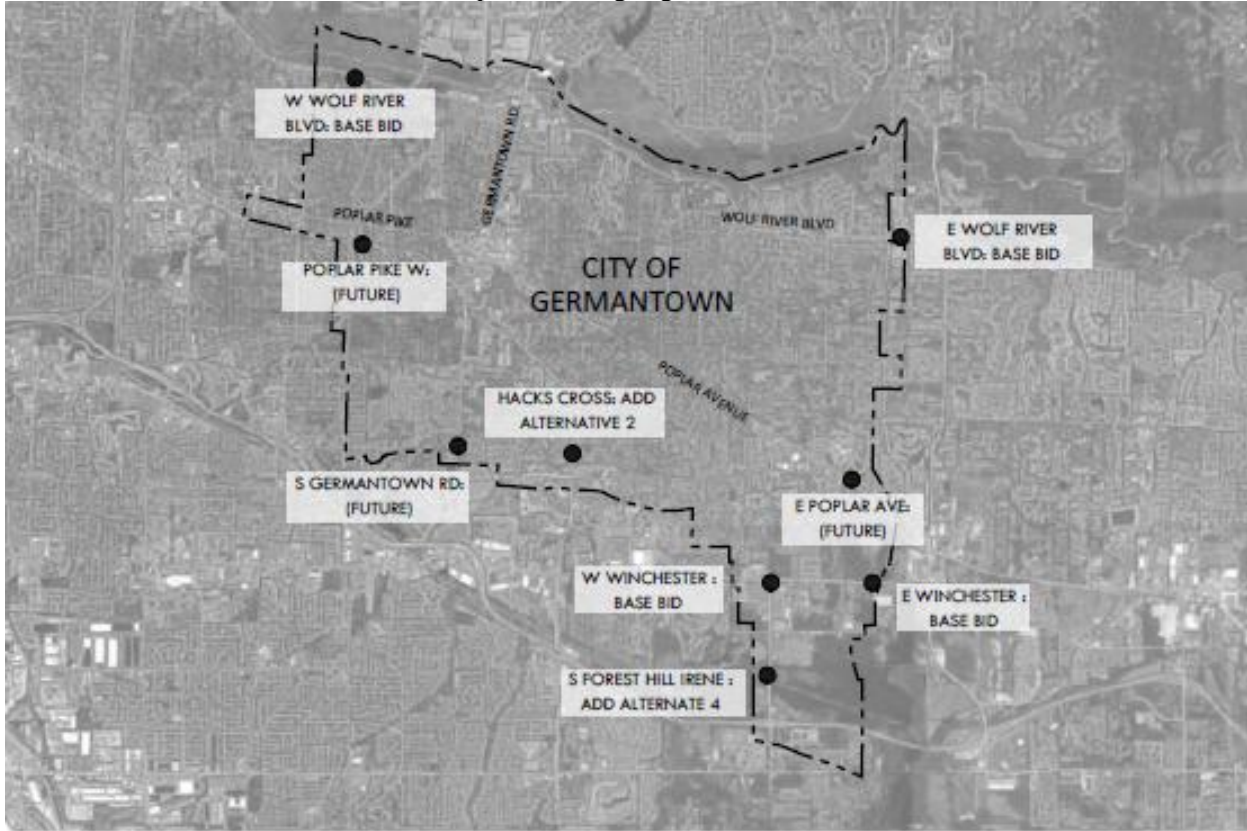 W WOLF RIVER
BLVD: BASE BID
GERMANTOWN RD.
POPLAR PIKE
WOLF RIVER BLVD
E WOLF RIVER
BLVD: BASE BID
POPLAR PIKE W:
(FUTURE)
CITY OF
GERMANTOWN
POPLAR AVENUE
HACKS CROSS: ADD
ALTERNATIVE 2
S GERMANTOWN RD:
(FUTURE)
E POPLAR AVE:
(FUTURE)
W WINCHESTER :
BASE BID
E WINCHESTER :
BASE BID
S FOREST HILL IRENE :
ADD ALTERNATE 4